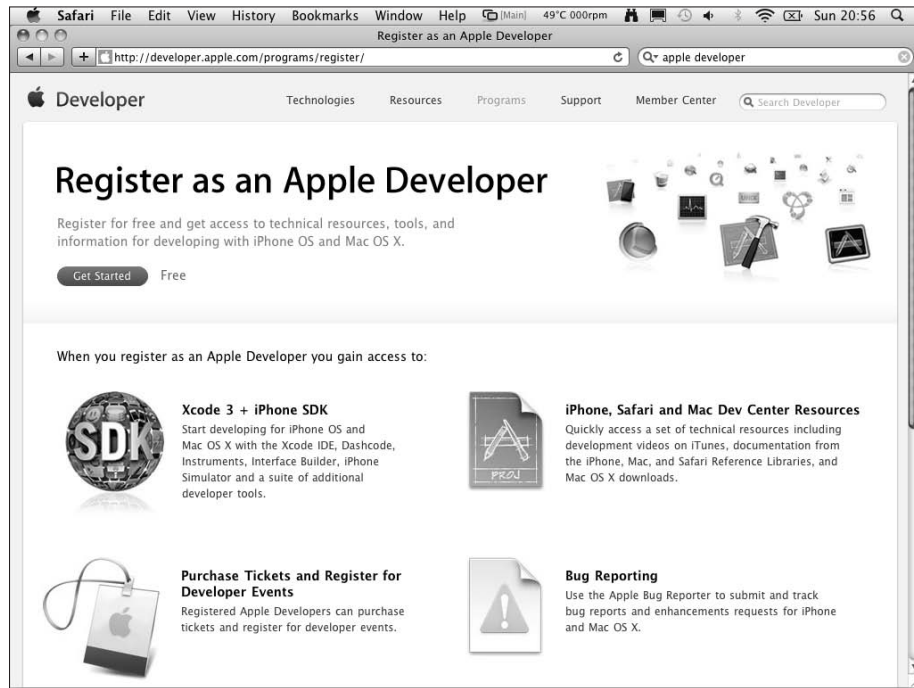 Safari File Edit View History Bookmarks Window Help [Main] 49°C 000rpm Sun 20:56
Register as an Apple Developer
http://developer.apple.com/programs/register/ apple developer
Developer Technologies Resources Programs Support Member Center Search Developer
Register as an Apple Developer
Register for free and get access to technical resources, tools, and
information for developing with iPhone OS and Mac OS X.
Get Started Free
When you register as an Apple Developer you gain access to:
SDK
Xcode 3 + iPhone SDK
Start developing for iPhone OS and
Mac OS X with the Xcode IDE, Dashcode,
Instruments, Interface Builder, iPhone
Simulator and a suite of additional
developer tools.
PROJ
iPhone, Safari and Mac Dev Center Resources
Quickly access a set of technical resources including
development videos on iTunes, documentation from
the iPhone, Mac, and Safari Reference Libraries, and
Mac OS X downloads.
Purchase Tickets and Register for
Developer Events
Registered Apple Developers can purchase
tickets and register for developer events.
Bug Reporting
Use the Apple Bug Reporter to submit and track
bug reports and enhancements requests for iPhone
and Mac OS X.